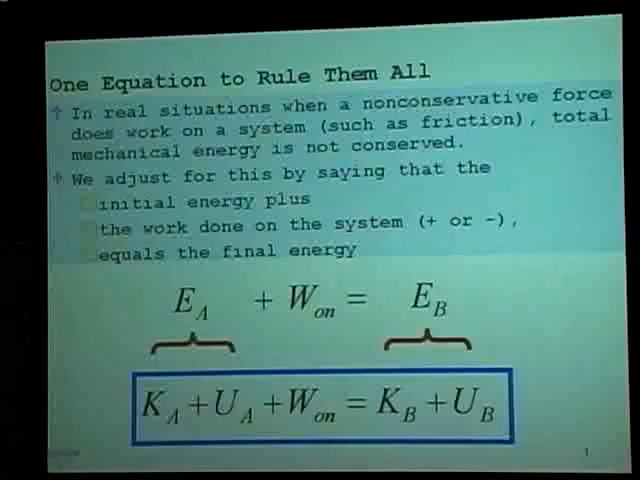 One Equation to Rule Them All
In real situations when a nonconservative force
does work on a system (such as friction), total
mechanical energy is not conserved.
We adjust for this by saying that the
initial energy plus
the work done on the system (+ or -),
equals the final energy
E_A + W_on = E_B
K_A + U_A + W_on = K_B + U_B
1